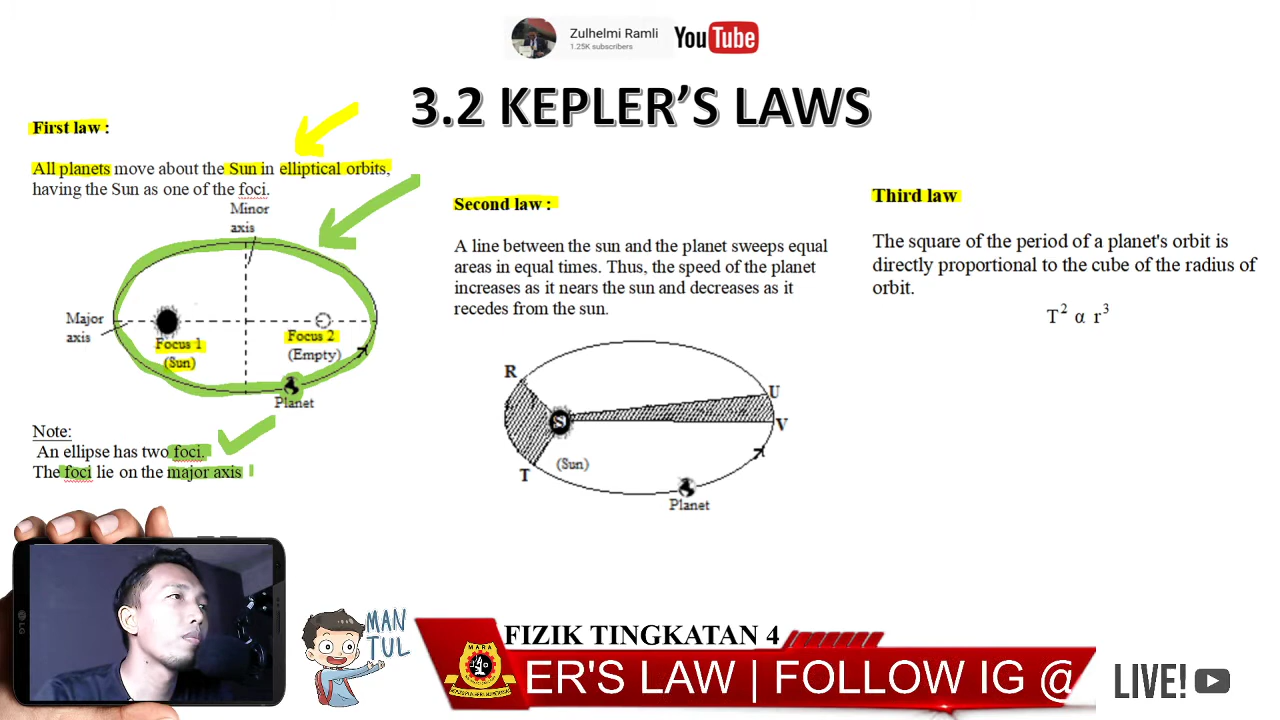 Zulhelmi Ramli
1.25K subscribers
YouTube
3.2 KEPLER'S LAWS
First law :
All planets move about the Sun in elliptical orbits,
having the Sun as one of the foci.
Minor
axis
Major
axis
Focus 1
(Sun)
Focus 2
(Empty)
Planet
Note:
An ellipse has two foci.
The foci lie on the major axis
Second law :
A line between the sun and the planet sweeps equal
areas in equal times. Thus, the speed of the planet
increases as it nears the sun and decreases as it
recedes from the sun.
R
U
S
V
T
(Sun)
Planet
Third law
The square of the period of a planet's orbit is
directly proportional to the cube of the radius of
orbit.
T² α r³
LG
MAN
TUL
MARA
FIZIK TINGKATAN 4
ER'S LAW | FOLLOW IG @
LIVE!